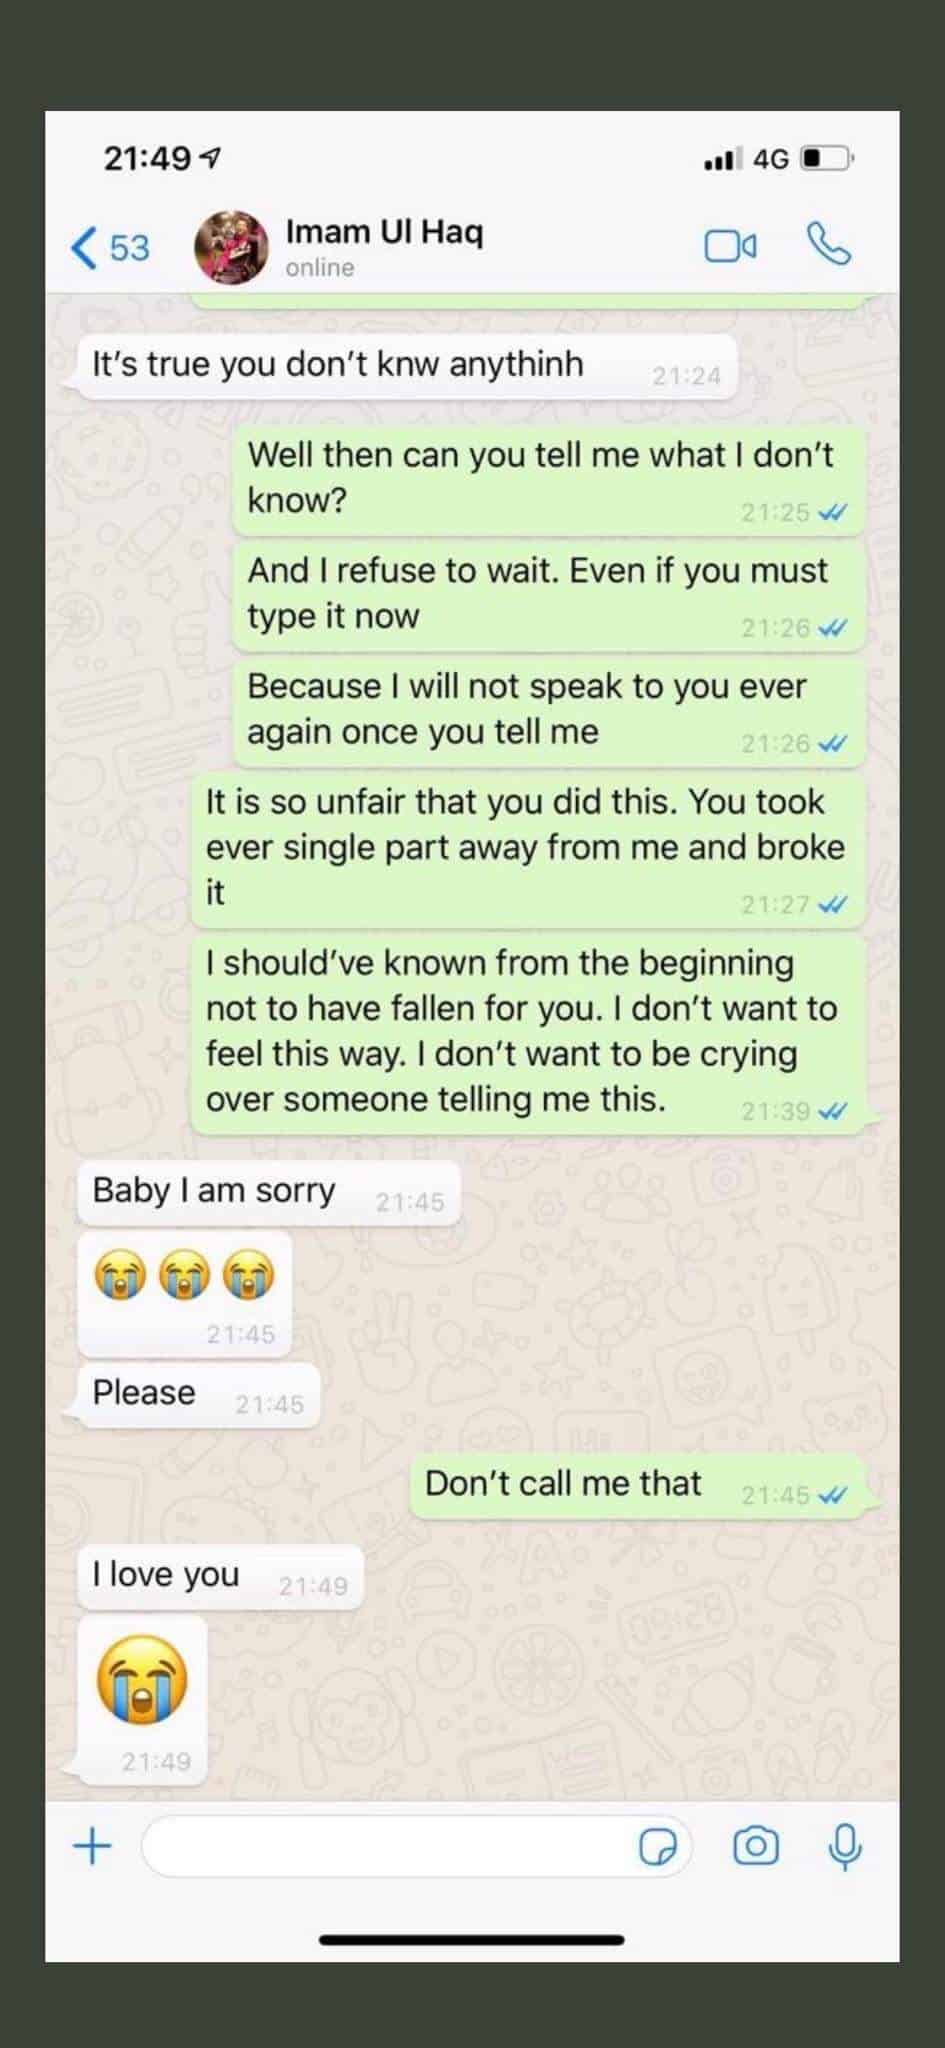 21:49
4G
53
Imam Ul Haq
online
It's true you don't knw anythinh
21:24
Well then can you tell me what I don't
know?
21:25
And I refuse to wait. Even if you must
type it now
21:26
Because I will not speak to you ever
again once you tell me
21:26
It is so unfair that you did this. You took
ever single part away from me and broke
it
21:27
I should've known from the beginning
not to have fallen for you. I don't want to
feel this way. I don't want to be crying
over someone telling me this.
21:39
Baby I am sorry
21:45
😭😭😭
21:45
Please
21:45
Don't call me that
21:45
I love you
21:49
😭
21:49